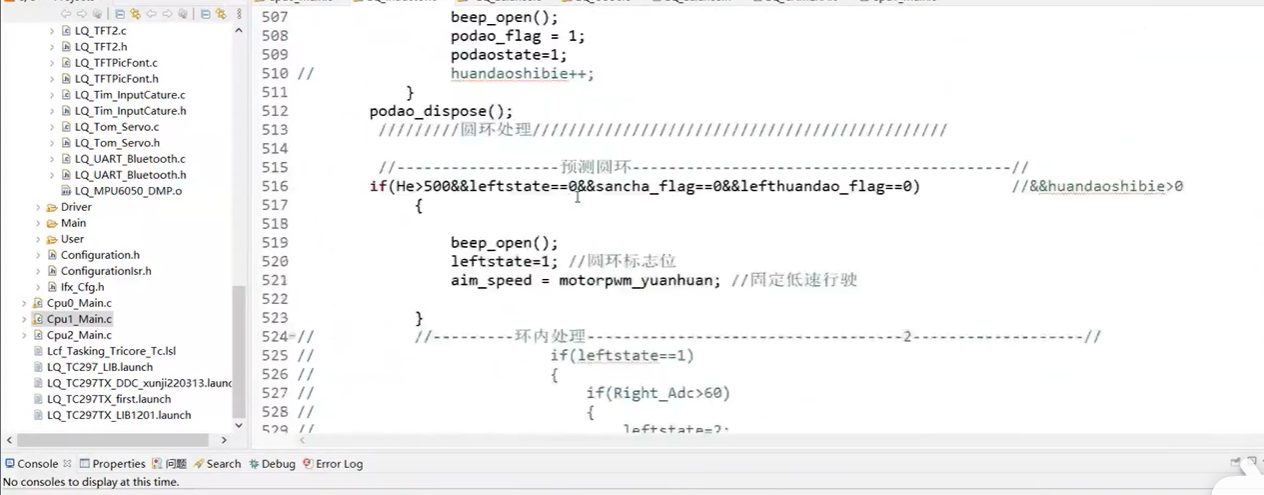 LQ_TFT2.c
LQ_TFT2.h
LQ_TFTPicFont.c
LQ_TFTPicFont.h
LQ_Tim_InputCature.c
LQ_Tim_InputCature.h
LQ_Tom_Servo.c
LQ_Tom_Servo.h
LQ_UART_Bluetooth.c
LQ_UART_Bluetooth.h
LQ_MPU6050_DMP.o
Driver
Main
User
Configuration.h
ConfigurationIsr.h
Ifx_Cfg.h
Cpu0_Main.c
Cpu1_Main.c
Cpu2_Main.c
Lcf_Tasking_Tricore_Tc.lsl
LQ_TC297_LIB.launch
LQ_TC297TX_DDC_xunji220313.launc
LQ_TC297TX_first.launch
LQ_TC297TX_LIB1201.launch
507 beep_open();
508 podao_flag = 1;
509 podaostate=1;
510 // huandaoshibie++;
511 }
512 podao_dispose();
513 /////////圆环处理//////////////////////////////////////////////
514
515 //------------------预测圆环------------------------------------------//
516 if(He>500&&leftstate==0&&sancha_flag==0&&lefthuandao_flag==0) //&&huandaoshibie>0
517 {
518
519 beep_open();
520 leftstate=1; //圆环标志位
521 aim_speed = motorpwm_yuanhuan; //固定低速行驶
522
523 }
524 // //---------环内处理-----------------------------------2-------------------//
525 // if(leftstate==1)
526 // {
527 // if(Right_Adc>60)
528 // {
529 // leftstate=2;
Console Properties 问题 Search Debug Error Log
No consoles to display at this time.